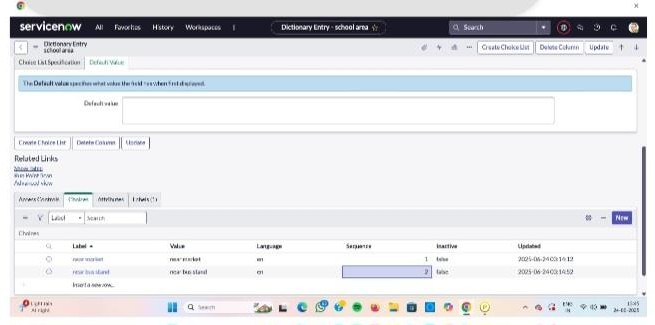 servicenow All Favorites History Workspaces Dictionary Entry - school area Search
Dictionary Entry
school area
Create Choice List Delete Column Update
Choice List Specification Default Value
The Default value specifies what value the field has when first displayed.
Default value
Create Choice List Delete Column Update
Related Links
Show Table
Run Point Scan
Advanced view
Access Controls Choices Attributes Labels (1)
Label Search New
Choices
Label Value Language Sequence Inactive Updated
near market near market en 1 false 2025-06-24 03:14:12
near bus stand near bus stand en 2 false 2025-06-24 03:14:52
Insert a new row...
Light rain
At night
Search
ENG
IN
24-06-2025